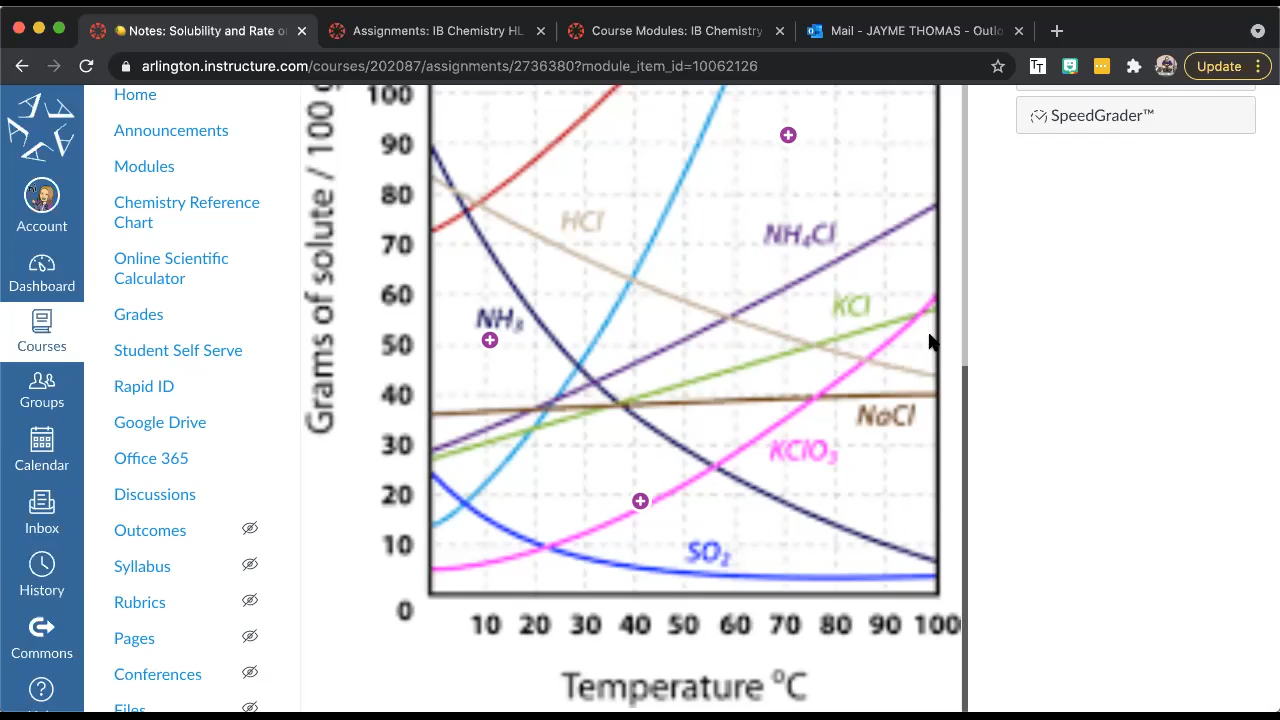 Notes: Solubility and Rate o
Assignments: IB Chemistry HL
Course Modules: IB Chemistry
Mail - JAYME THOMAS - Outlo
arlington.instructure.com/courses/202087/assignments/2736380?module_item_id=10062126
Update
Account
Dashboard
Courses
Groups
Calendar
Inbox
History
Commons
Home
Announcements
Modules
Chemistry Reference
Chart
Online Scientific
Calculator
Grades
Student Self Serve
Rapid ID
Google Drive
Office 365
Discussions
Outcomes
Syllabus
Rubrics
Pages
Conferences
Files
Grams of solute / 100 g
100
90
80
70
60
50
40
30
20
10
0
HCl
NH₄Cl
NH₃
KCl
NaCl
KClO₃
SO₂
10 20 30 40 50 60 70 80 90 100
Temperature ⁰C
SpeedGrader™